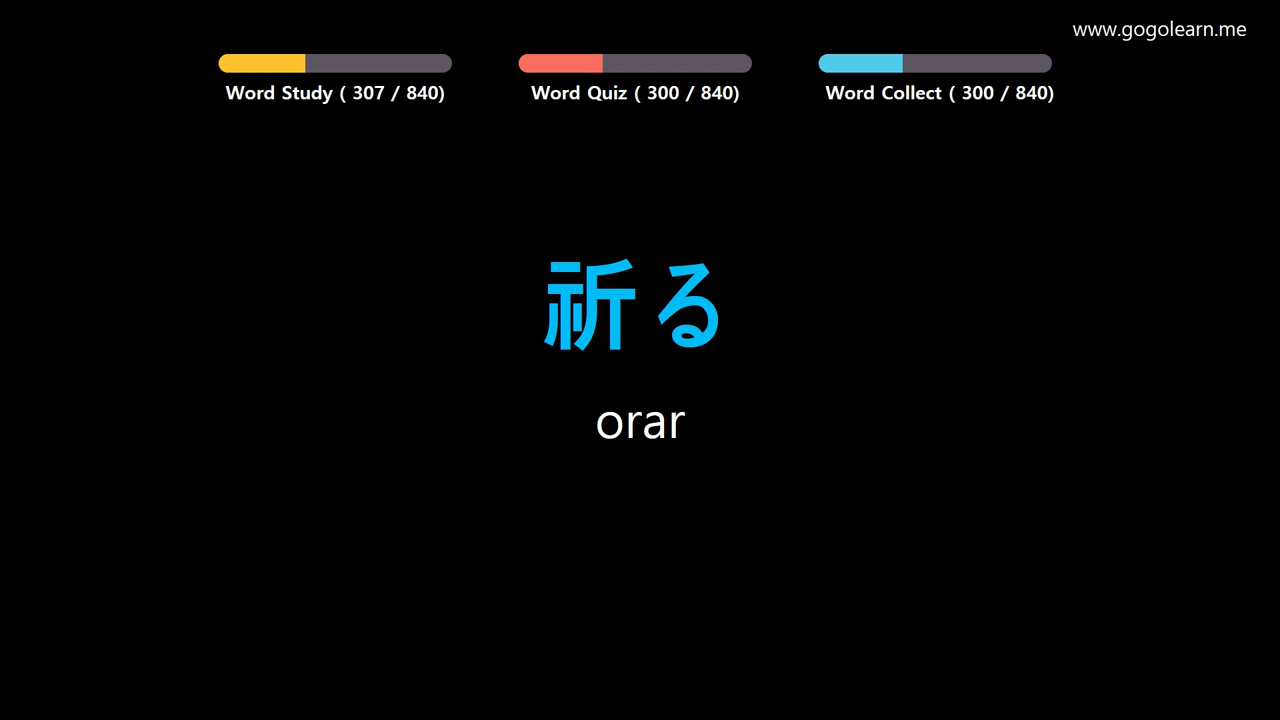 www.gogolearn.me
Word Study ( 307 / 840)
Word Quiz ( 300 / 840)
Word Collect ( 300 / 840)
祈る
orar